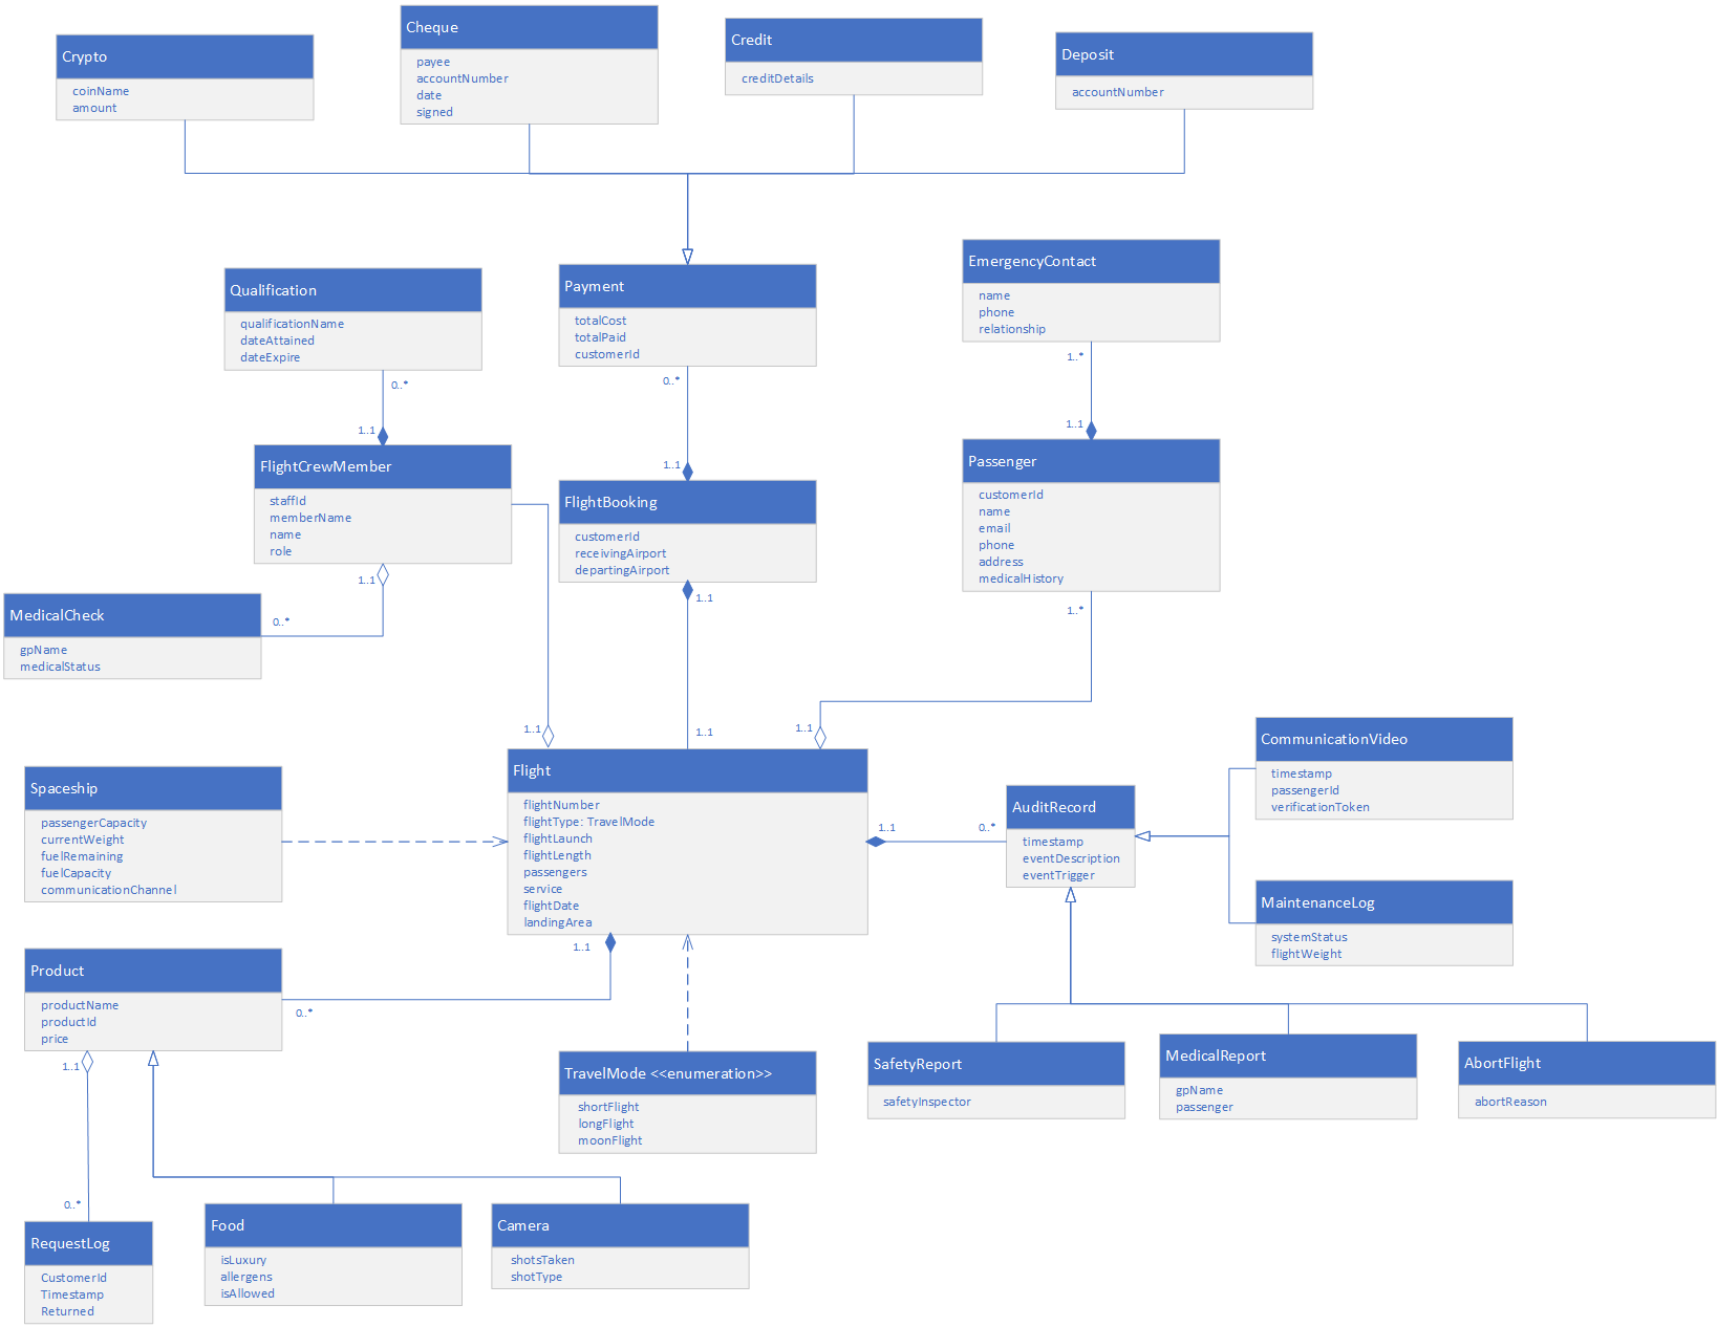 Crypto
coinName
amount
Cheque
payee
accountNumber
date
signed
Credit
creditDetails
Deposit
accountNumber
Qualification
qualificationName
dateAttained
dateExpire
0..*
1..1
Payment
totalCost
totalPaid
customerId
0..*
1..1
EmergencyContact
name
phone
relationship
1..*
1..1
FlightCrewMember
staffId
memberName
name
role
1..1
FlightBooking
customerId
receivingAirport
departingAirport
1..1
Passenger
customerId
name
email
phone
address
medicalHistory
1..*
MedicalCheck
gpName
medicalStatus
0..*
1..1
1..1
1..1
Spaceship
passengerCapacity
currentWeight
fuelRemaining
fuelCapacity
communicationChannel
Flight
flightNumber
flightType: TravelMode
flightLaunch
flightLength
passengers
service
flightDate
landingArea
1..1
0..*
AuditRecord
timestamp
eventDescription
eventTrigger
CommunicationVideo
timestamp
passengerId
verificationToken
MaintenanceLog
systemStatus
flightWeight
1..1
Product
productName
productId
price
0..*
1..1
TravelMode <<enumeration>>
shortFlight
longFlight
moonFlight
SafetyReport
safetyInspector
MedicalReport
gpName
passenger
AbortFlight
abortReason
0..*
RequestLog
CustomerId
Timestamp
Returned
Food
isLuxury
allergens
isAllowed
Camera
shotsTaken
shotType